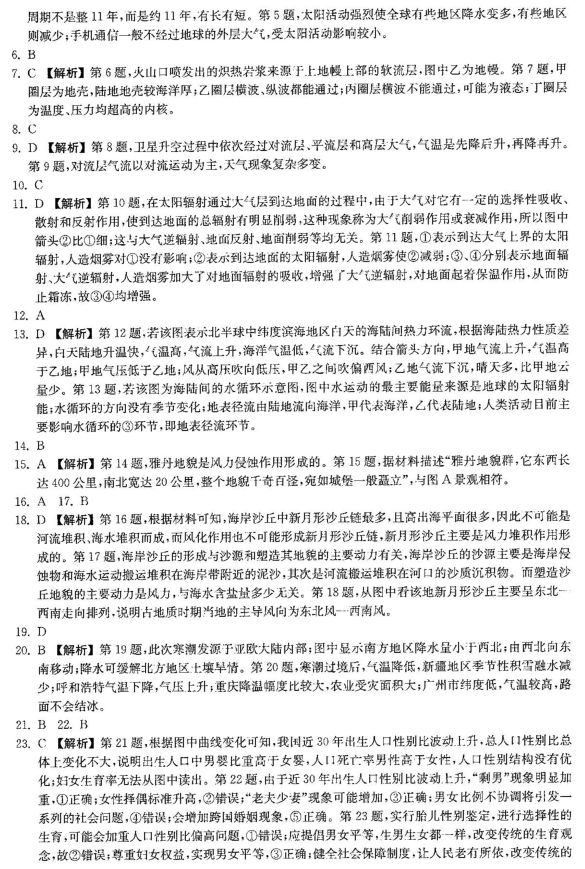 周期不是整 11 年,而是约 11 年,有长有短。第 5 题,太阳活动强烈使全球有些地区降水变多,有些地区
则减少;手机通信一般不经过地球的外层大气,受太阳活动影响较小。
6. B
7. C 【解析】第 6 题,火山口喷发出的炽热岩浆来源于上地幔上部的软流层,图中乙为地幔。第 7 题,甲
圈层为地壳,陆地地壳较海洋厚;乙圈层横波、纵波都能通过;丙圈层横波不能通过,可能为液态;丁圈层
为温度、压力均超高的内核。
8. C
9. D 【解析】第 8 题,卫星升空过程中依次经过对流层、平流层和高层大气,气温是先降后升,再降再升。
第 9 题,对流层气流以对流运动为主,天气现象复杂多变。
10. C
11. D 【解析】第 10 题,在太阳辐射通过大气层到达地面的过程中,由于大气对它有一定的选择性吸收、
散射和反射作用,使到达地面的总辐射有明显削弱,这种现象称为大气削弱作用或衰减作用,所以图中
箭头②比①细;这与大气逆辐射、地面反射、地面削弱等均无关。第 11 题,①表示到达大气上界的太阳
辐射,人造烟雾对①没有影响;②表示到达地面的太阳辐射,人造烟雾使②减弱;③、④分别表示地面辐
射、大气逆辐射,人造烟雾加大了对地面辐射的吸收,增强了大气逆辐射,对地面起着保温作用,从而防
止霜冻,故③④均增强。
12. A
13. D 【解析】第 12 题,若该图表示北半球中纬度滨海地区白天的海陆间热力环流,根据海陆热力性质差
异,白天陆地升温快,气温高,气流上升,海洋气温低,气流下沉。结合箭头方向,甲地气流上升,气温高
于乙地;甲地气压低于乙地;风从高压吹向低压,甲乙之间吹偏西风;乙地气流下沉,晴天多,比甲地云
量少。第 13 题,若该图为海陆间的水循环示意图,图中水运动的最主要能量来源是地球的太阳辐射
能;水循环的方向没有季节变化;地表径流由陆地流向海洋,甲代表海洋,乙代表陆地;人类活动目前主
要影响水循环的③环节,即地表径流环节。
14. B
15. A 【解析】第 14 题,雅丹地貌是风力侵蚀作用形成的。第 15 题,据材料描述“雅丹地貌群,它东西长
达 400 公里,南北宽达 20 公里,整个地貌千奇百怪,宛如城堡一般矗立”,与图 A 景观相符。
16. A 17. B
18. D 【解析】第 16 题,根据材料可知,海岸沙丘中新月形沙丘链最多,且高出海平面很多,因此不可能是
河流堆积、海水堆积而成,而风化作用也不可能形成新月形沙丘链,新月形沙丘主要是风力堆积作用形
成的。第 17 题,海岸沙丘的形成与沙源和塑造其地貌的主要动力有关,海岸沙丘的沙源主要是海岸侵
蚀物和海水运动搬运堆积在海岸带附近的泥沙,其次是河流搬运堆积在河口的沙质沉积物。而塑造沙
丘地貌的主要动力是风力,与海水含盐量多少无关。第 18 题,从图中看该地新月形沙丘主要呈东北—
西南走向排列,说明古地质时期当地的主导风向为东北风—西南风。
19. D
20. B 【解析】第 19 题,此次寒潮发源于亚欧大陆内部;图中显示南方地区降水量小于西北;由西北向东
南移动;降水可缓解北方地区土壤旱情。第 20 题,寒潮过境后,气温降低,新疆地区季节性积雪融水减
少;呼和浩特气温下降,气压上升;重庆降温幅度比较大,农业受灾面积大;广州市纬度低,气温较高,路
面不会结冰。
21. B 22. B
23. C 【解析】第 21 题,根据图中曲线变化可知,我国近 30 年出生人口性别比波动上升,总人口性别比总
体上变化不大,说明出生人口中男婴比重高于女婴,人口死亡率男性高于女性,人口性别结构没有优
化;妇女生育率无法从图中读出。第 22 题,由于近 30 年出生人口性别比波动上升,“剩男”现象明显加
重,①正确;女性择偶标准升高,②错误;“老夫少妻”现象可能增加,③正确;男女比例不协调将引发一
系列的社会问题,④错误;会增加跨国婚姻现象,⑤正确。第 23 题,实行胎儿性别鉴定,进行选择性的
生育,可能会加重人口性别比偏高问题,①错误;应提倡男女平等,生男生女都一样,改变传统的生育观
念,故②错误;尊重妇女权益,实现男女平等,③正确;健全社会保障制度,让人民老有所依,改变传统的